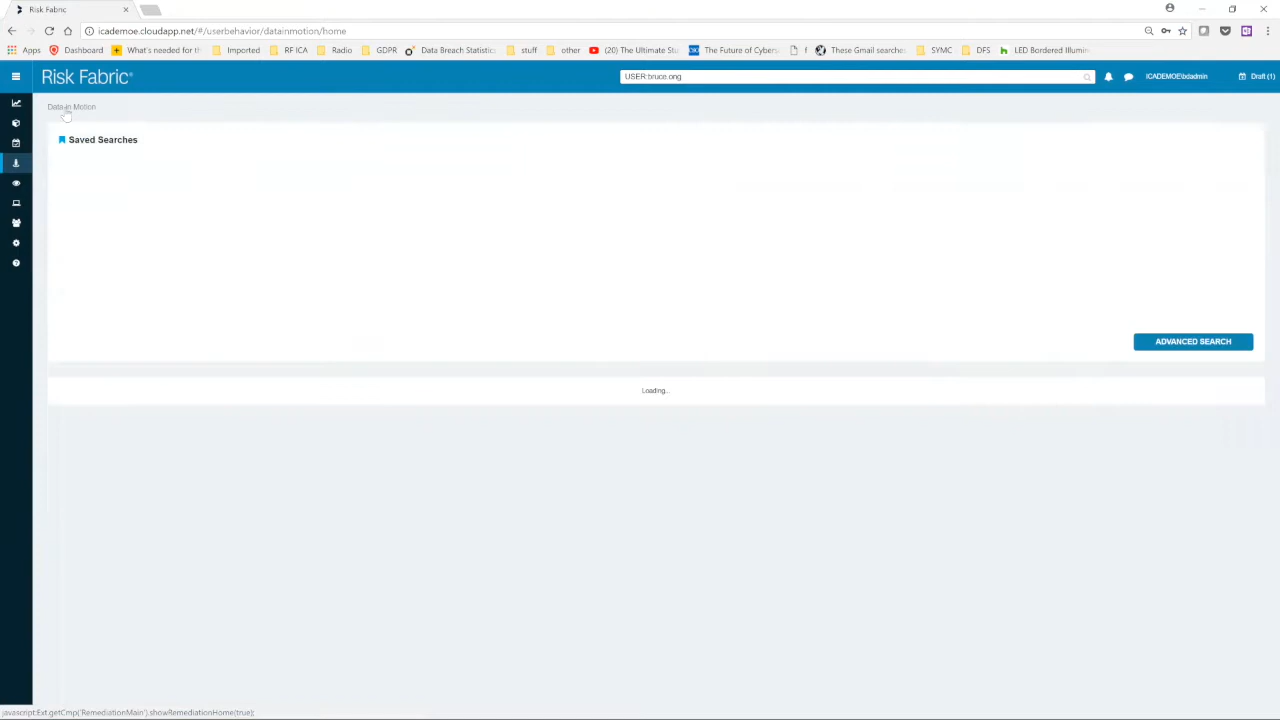 Risk Fabric
icademoe.cloudapp.net/#/userbehavior/datainmotion/home
Apps Dashboard What's needed for th Imported RF ICA Radio GDPR Data Breach Statistics stuff other (20) The Ultimate Stu The Future of Cybers f These Gmail searches SYMC DFS LED Bordered Illumin
Risk Fabric® USER:bruce.ong ICADEMOE\bdadmin Draft (1)
Data in Motion
Saved Searches
ADVANCED SEARCH
Loading...
javascript:Ext.getCmp('RemediationMain').showRemediationHome(true);